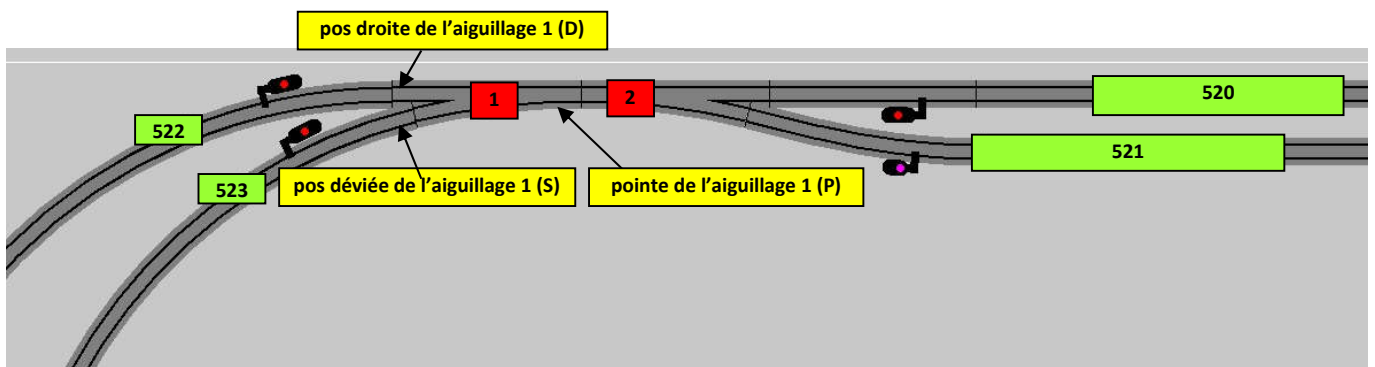 pos droite de l'aiguillage 1 (D)
1
2
520
522
521
523
pos déviée de l'aiguillage 1 (S)
pointe de l'aiguillage 1 (P)